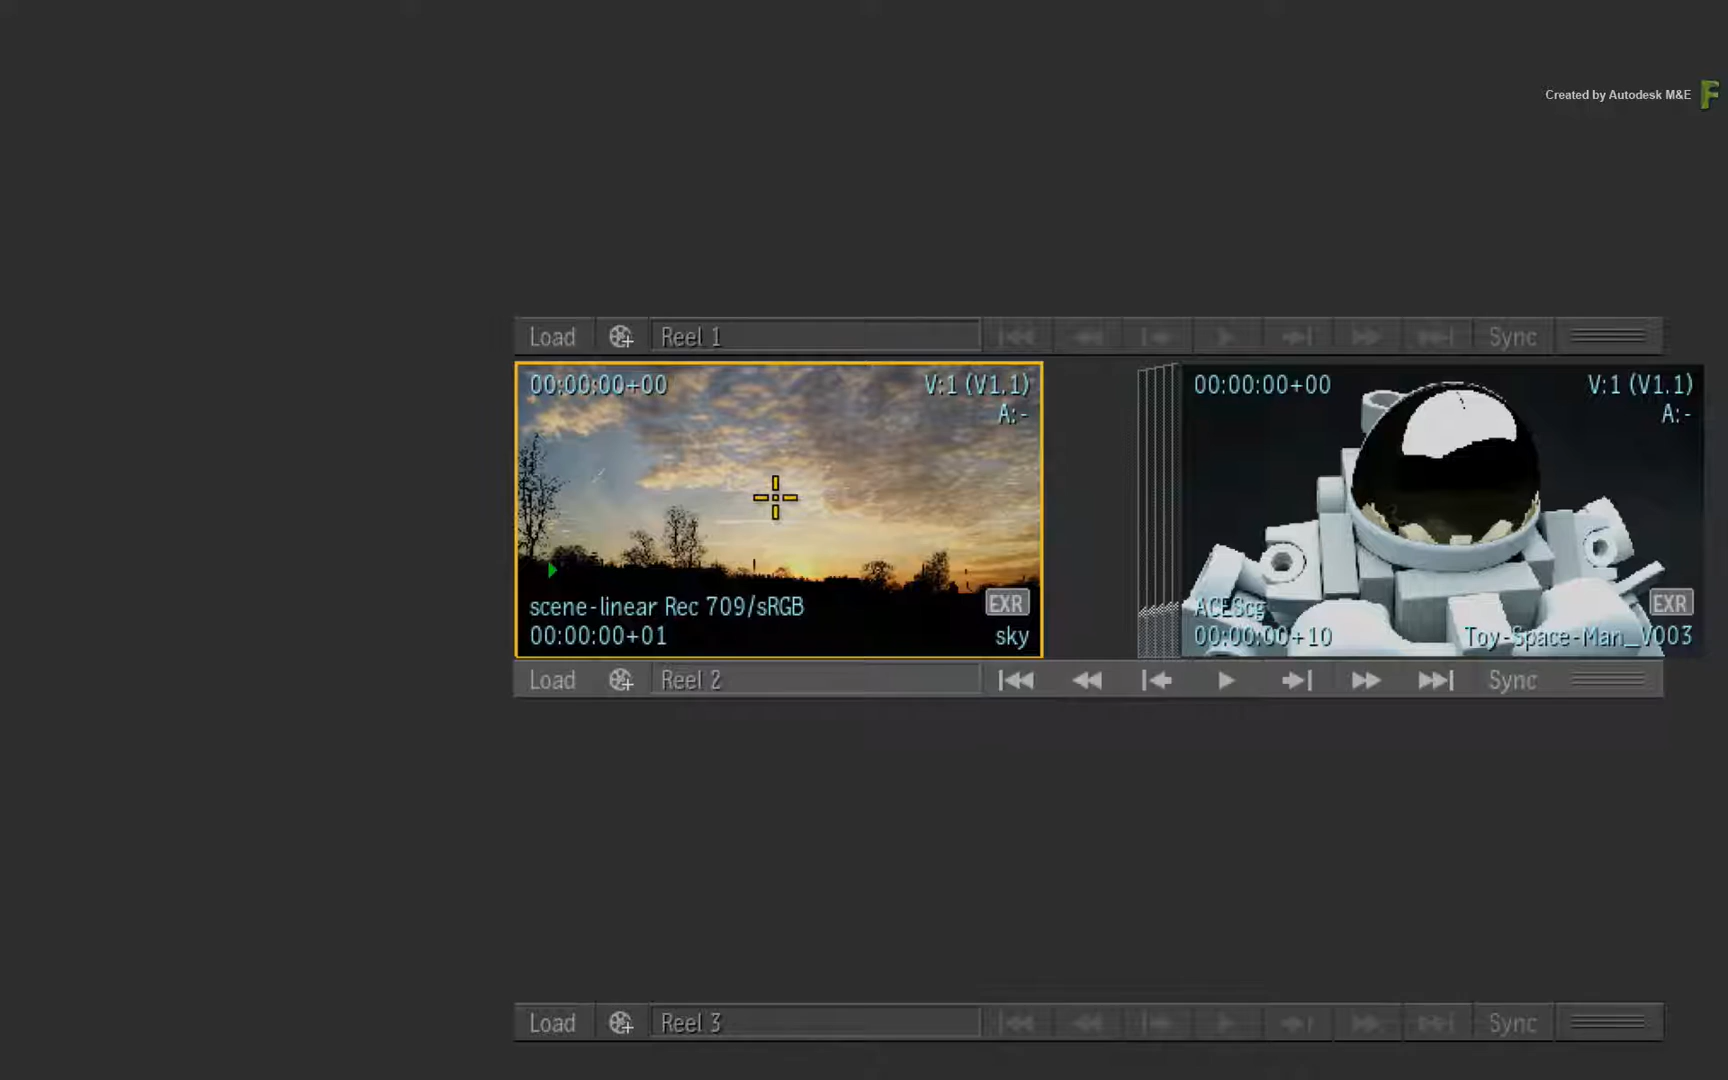 Created by Autodesk M&E
Load Reel 1 Sync
00:00:00+00 V:1 (V1.1)
A:-
scene-linear Rec 709/sRGB EXR
00:00:00+01 sky
00:00:00+00 V:1 (V1.1)
A:-
ACEScg EXR
00:00:00+10 Toy-Space-Man_V003
Load Reel 2 Sync
Load Reel 3 Sync